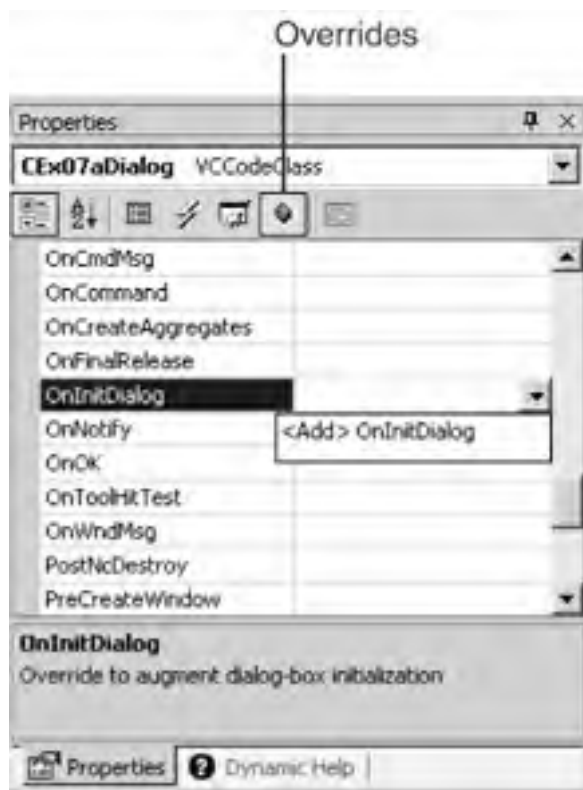 Overrides
Properties
CEx07aDialog VCCodeClass
OnCmdMsg
OnCommand
OnCreateAggregates
OnFinalRelease
OnInitDialog
OnNotify
<Add> OnInitDialog
OnOK
OnToolHitTest
OnWndMsg
PostNcDestroy
PreCreateWindow
OnInitDialog
Override to augment dialog-box initialization
Properties
Dynamic Help